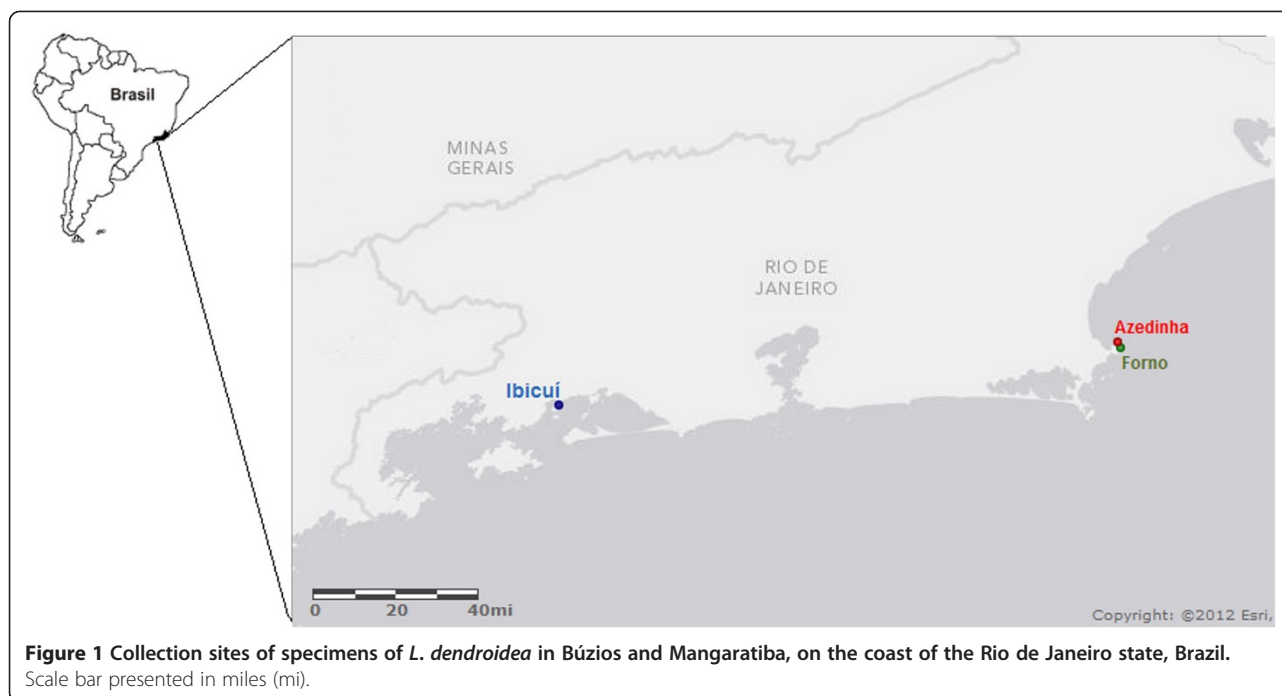 Brasil
MINAS
GERAIS
RIO DE
JANEIRO
Azedinha
Forno
Ibicuí
0 20 40mi
Copyright: ©2012 Esri,
Figure 1 Collection sites of specimens of L. dendroidea in Búzios and Mangaratiba, on the coast of the Rio de Janeiro state, Brazil.
Scale bar presented in miles (mi).